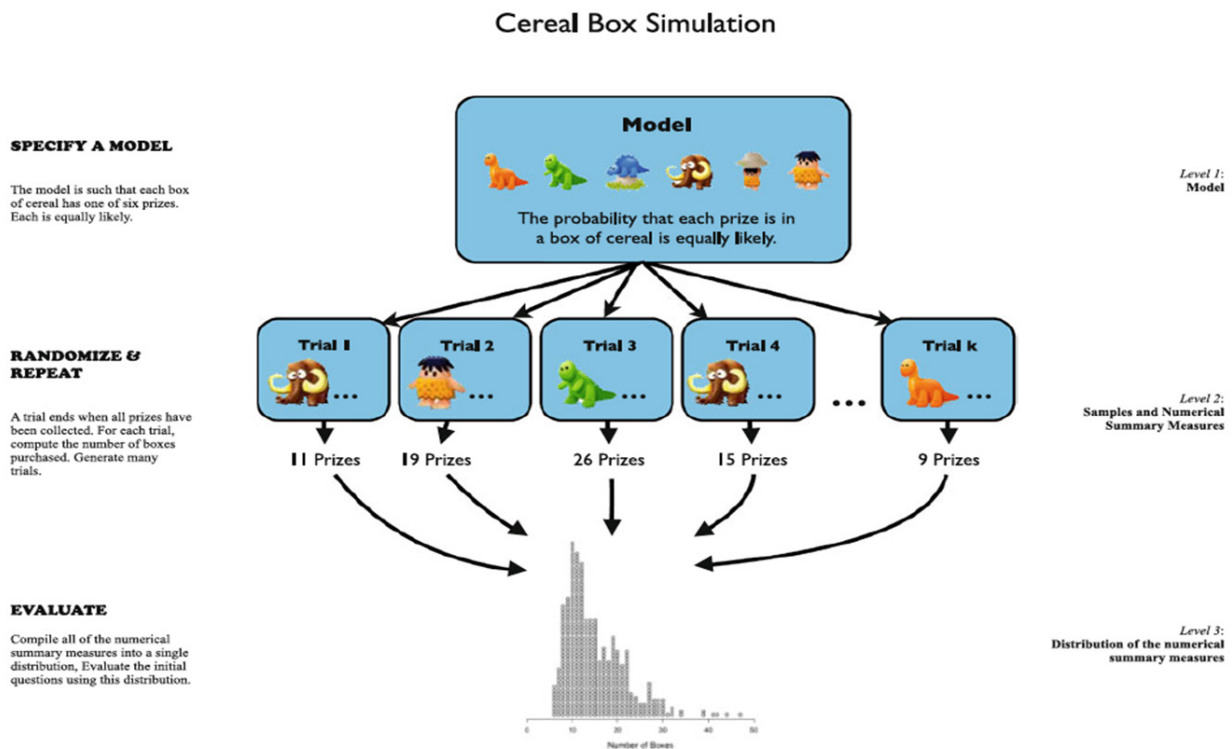 Cereal Box Simulation
SPECIFY A MODEL
The model is such that each box
of cereal has one of six prizes.
Each is equally likely.
Model
The probability that each prize is in
a box of cereal is equally likely.
Level 1:
Model
RANDOMIZE &
REPEAT
A trial ends when all prizes have
been collected. For each trial,
compute the number of boxes
purchased. Generate many
trials.
Trial 1
...
Trial 2
...
Trial 3
...
Trial 4
...
...
Trial k
...
11 Prizes
19 Prizes
26 Prizes
15 Prizes
9 Prizes
Level 2:
Samples and Numerical
Summary Measures
EVALUATE
Compile all of the numerical
summary measures into a single
distribution, Evaluate the initial
questions using this distribution.
0 10 20 30 40 50
Number of Boxes
Level 3:
Distribution of the numerical
summary measures